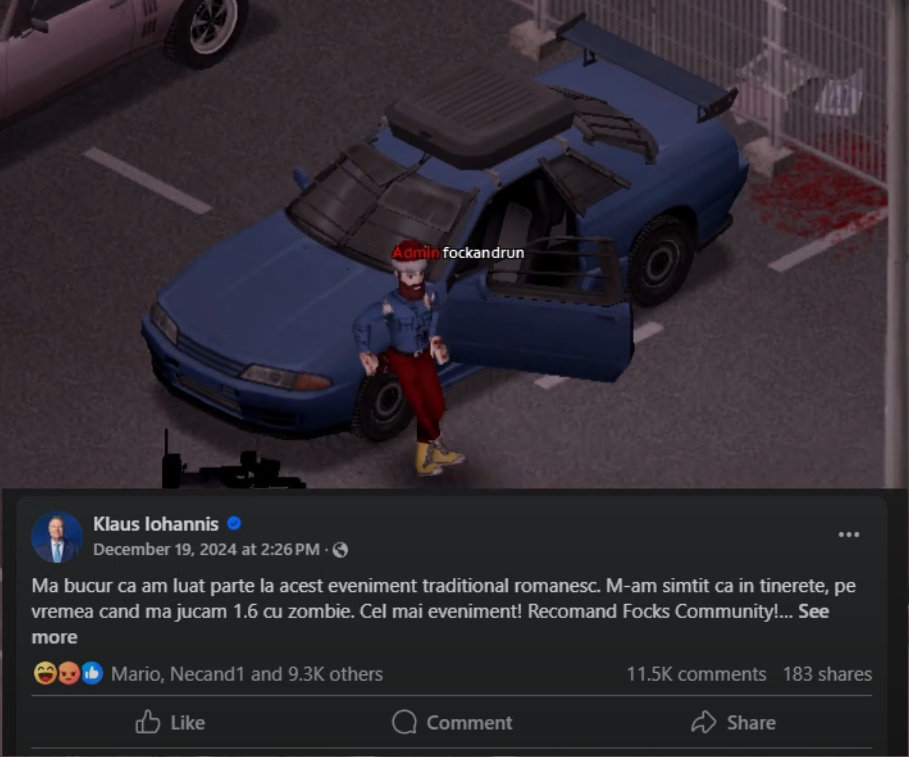 Admin fockandrun
Klaus Iohannis
December 19, 2024 at 2:26 PM ·
Ma bucur ca am luat parte la acest eveniment traditional romanesc. M-am simtit ca in tinerete, pe
vremea cand ma jucam 1.6 cu zombie. Cel mai eveniment! Recomand Focks Community!... See
more
Mario, Necand1 and 9.3K others 11.5K comments 183 shares
Like Comment Share